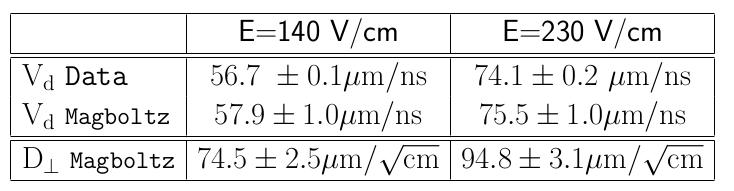 E=140 V/cm E=230 V/cm
V_d Data 56.7 ± 0.1μm/ns 74.1 ± 0.2 μm/ns
V_d Magboltz 57.9 ± 1.0μm/ns 75.5 ± 1.0μm/ns
D_⊥ Magboltz 74.5 ± 2.5μm/√cm 94.8 ± 3.1μm/√cm